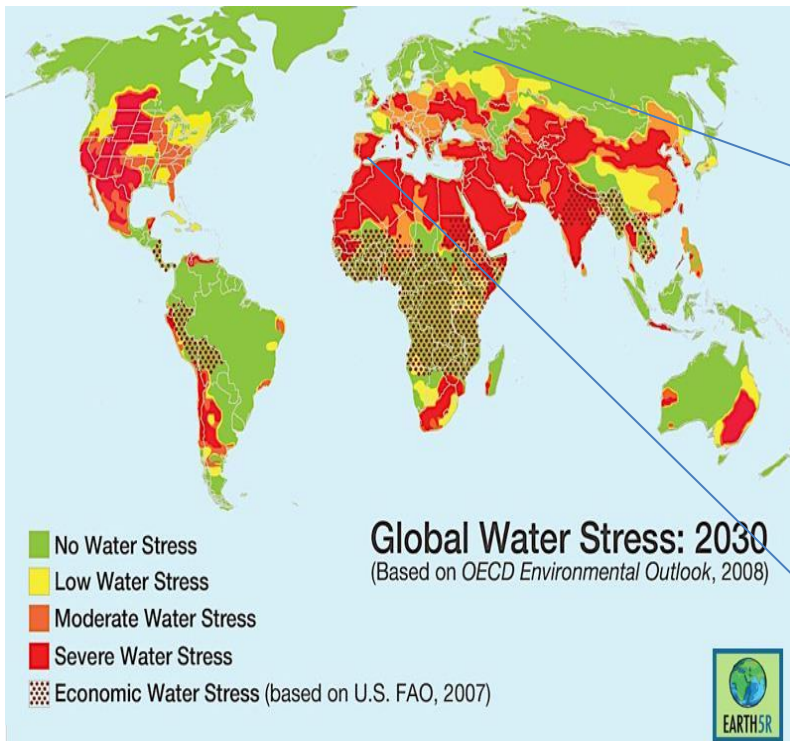 Global Water Stress: 2030
(Based on OECD Environmental Outlook, 2008)
No Water Stress
Low Water Stress
Moderate Water Stress
Severe Water Stress
Economic Water Stress (based on U.S. FAO, 2007)
EARTH5R